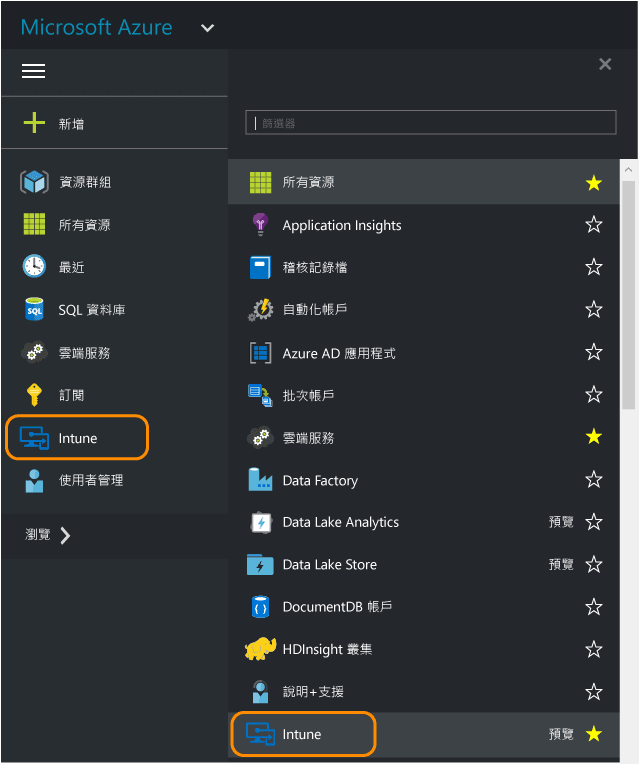 Microsoft Azure
新增
資源群組
所有資源
最近
SQL 資料庫
SQL
雲端服務
訂閱
Intune
使用者管理
瀏覽
篩選器
所有資源
Application Insights
稽核記錄檔
自動化帳戶
Azure AD 應用程式
批次帳戶
雲端服務
Data Factory
Data Lake Analytics 預覽
Data Lake Store 預覽
DocumentDB 帳戶
HDInsight 叢集
說明+支援
Intune 預覽